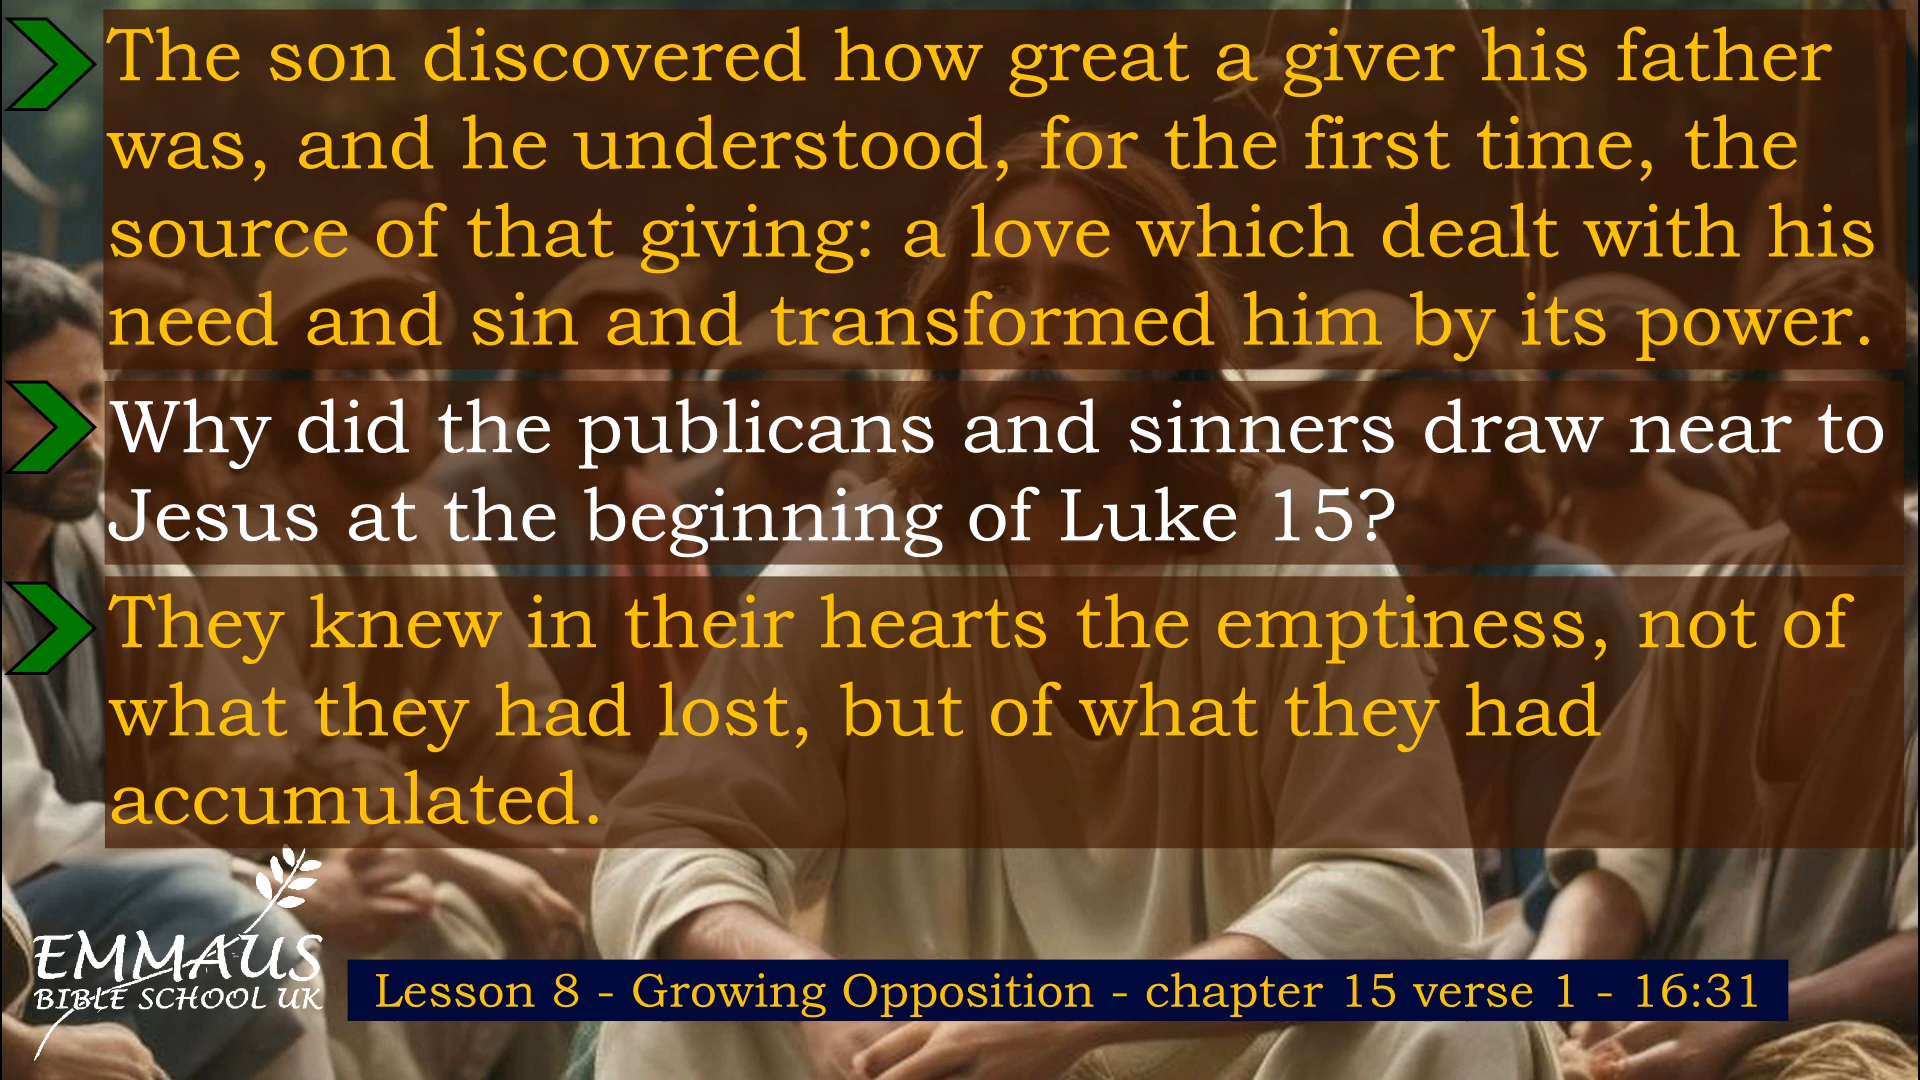 The son discovered how great a giver his father
was, and he understood, for the first time, the
source of that giving: a love which dealt with his
need and sin and transformed him by its power.
Why did the publicans and sinners draw near to
Jesus at the beginning of Luke 15?
They knew in their hearts the emptiness, not of
what they had lost, but of what they had
accumulated.
EMMAUS
BIBLE SCHOOL UK
Lesson 8 - Growing Opposition - chapter 15 verse 1 - 16:31